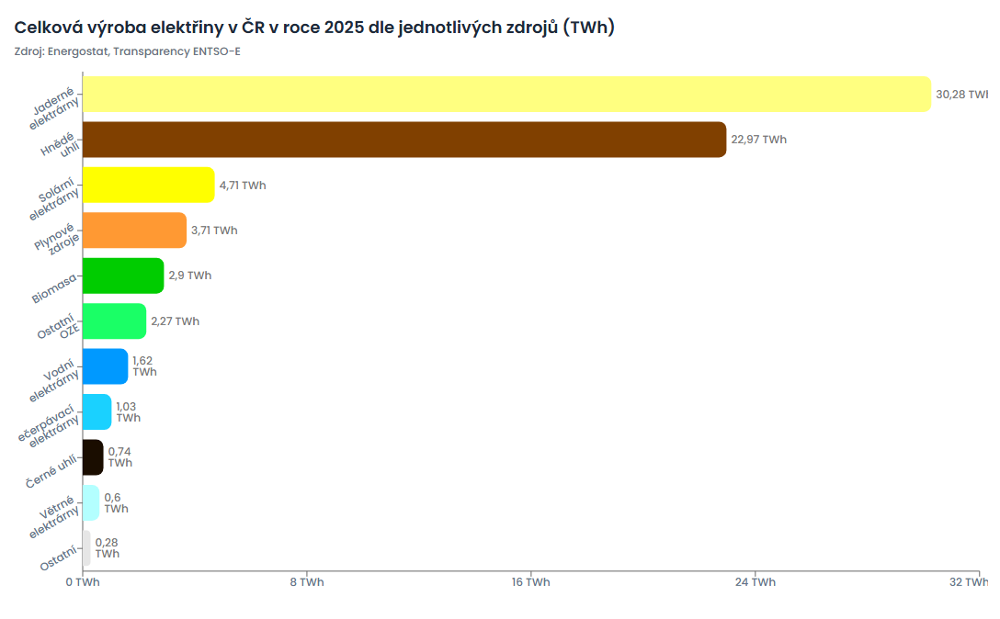 Celková výroba elektřiny v ČR v roce 2025 dle jednotlivých zdrojů (TWh)
Zdroj: Energostat, Transparency ENTSO-E
Jaderné
elektrárny
30,28 TWh
Hnědé
uhlí
22,97 TWh
Solární
elektrárny
4,71 TWh
Plynové
zdroje
3,71 TWh
Biomasa
2,9 TWh
Ostatní
OZE
2,27 TWh
Vodní
elektrárny
1,62
TWh
ečerpávací
elektrárny
1,03
TWh
Černé uhlí
0,74
TWh
Větrné
elektrárny
0,6
TWh
Ostatní
0,28
TWh
0 TWh
8 TWh
16 TWh
24 TWh
32 TWh